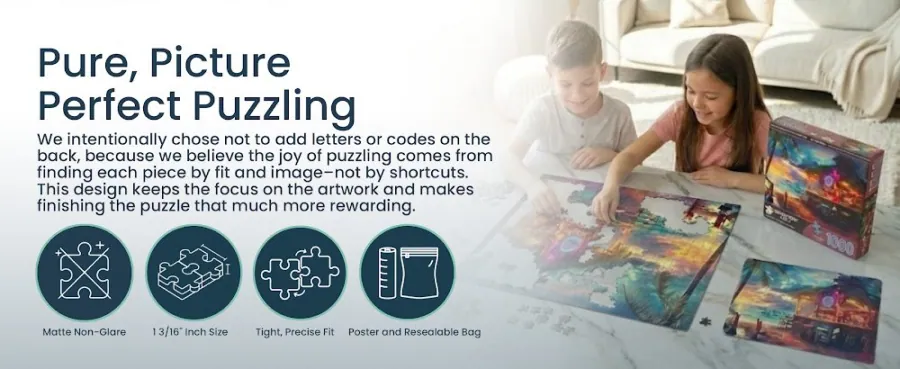 Pure, Picture
Perfect Puzzling
We intentionally chose not to add letters or codes on the
back, because we believe the joy of puzzling comes from
finding each piece by fit and image–not by shortcuts.
This design keeps the focus on the artwork and makes
finishing the puzzle that much more rewarding.
Matte Non-Glare
1 3/16" Inch Size
Tight, Precise Fit
Poster and Resealable Bag
1000